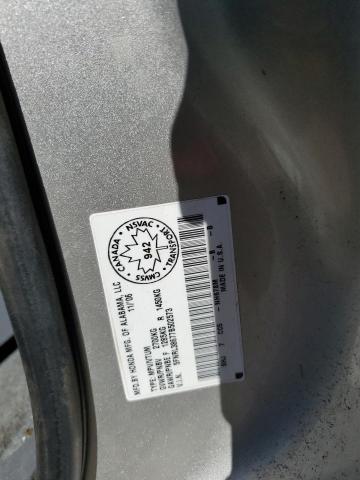 MFD.BY HONDA MFG. OF ALABAMA, LLC
11/'06
TYPE: MPV/VTUM
GVWR/PNBV 2700KG
GAWR/PNBE F 1285KG R 1450KG
V.I.N. 5FNRL38677B502573
CANADA
NSVAC
942
TRANSPORT
CMVSS
MADE IN U.S.A.